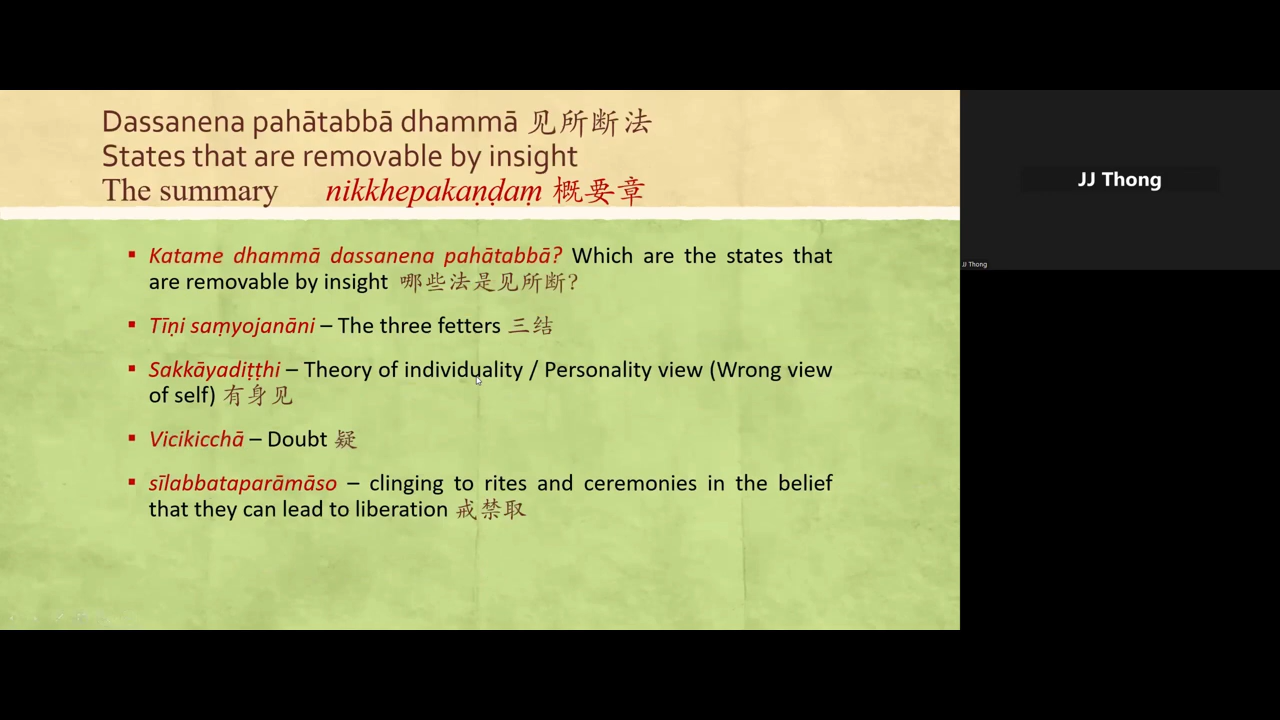 Dassanena pahātabbā dhammā 见所断法
States that are removable by insight
The summary nikkhepakaṇḍaṃ 概要章
▪ Katame dhammā dassanena pahātabbā? Which are the states that
are removable by insight 哪些法是见所断?
▪ Tīṇi saṃyojanāni – The three fetters 三结
▪ Sakkāyadiṭṭhi – Theory of individuality / Personality view (Wrong view
of self) 有身见
▪ Vicikicchā – Doubt 疑
▪ sīlabbataparāmāso – clinging to rites and ceremonies in the belief
that they can lead to liberation 戒禁取
JJ Thong
JJ Thong